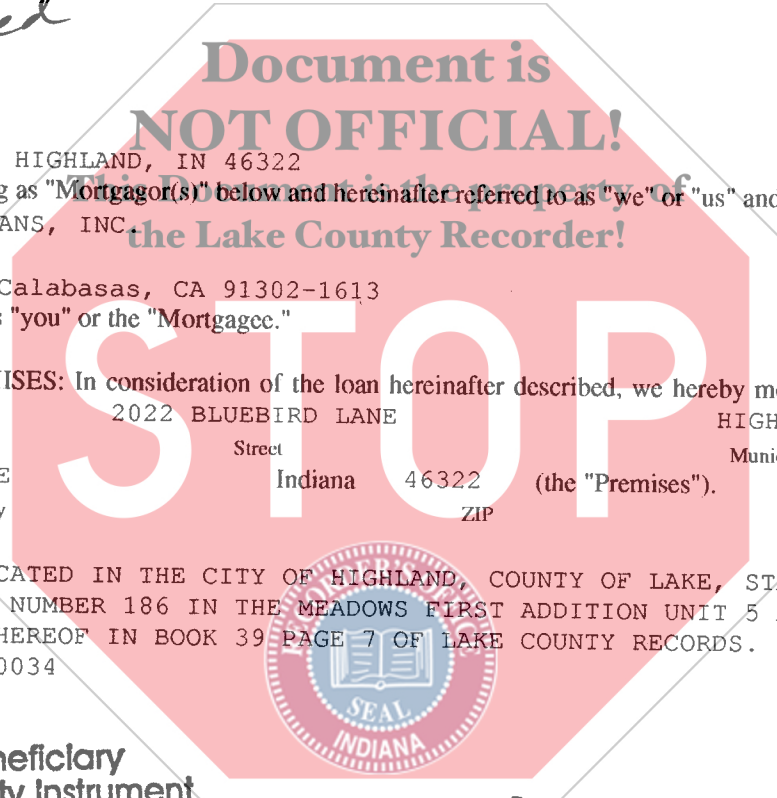 ed
Document is
NOT OFFICIAL!
HIGHLAND, IN 46322
This Document is the property of
g as "Mortgagor(s)" below and hereinafter referred to as "we" or "us" and
ANS, INC.
the Lake County Recorder!
Calabasas, CA 91302-1613
s "you" or the "Mortgagee."
STOP
ISES: In consideration of the loan hereinafter described, we hereby m
2022 BLUEBIRD LANE HIGH
Street Munic
E Indiana 46322 (the "Premises").
y ZIP
CATED IN THE CITY OF HIGHLAND, COUNTY OF LAKE, STA
NUMBER 186 IN THE MEADOWS FIRST ADDITION UNIT 5
HEREOF IN BOOK 39 PAGE 7 OF LAKE COUNTY RECORDS.
0034
SEAL
INDIANA
neficiary
ty Instrument